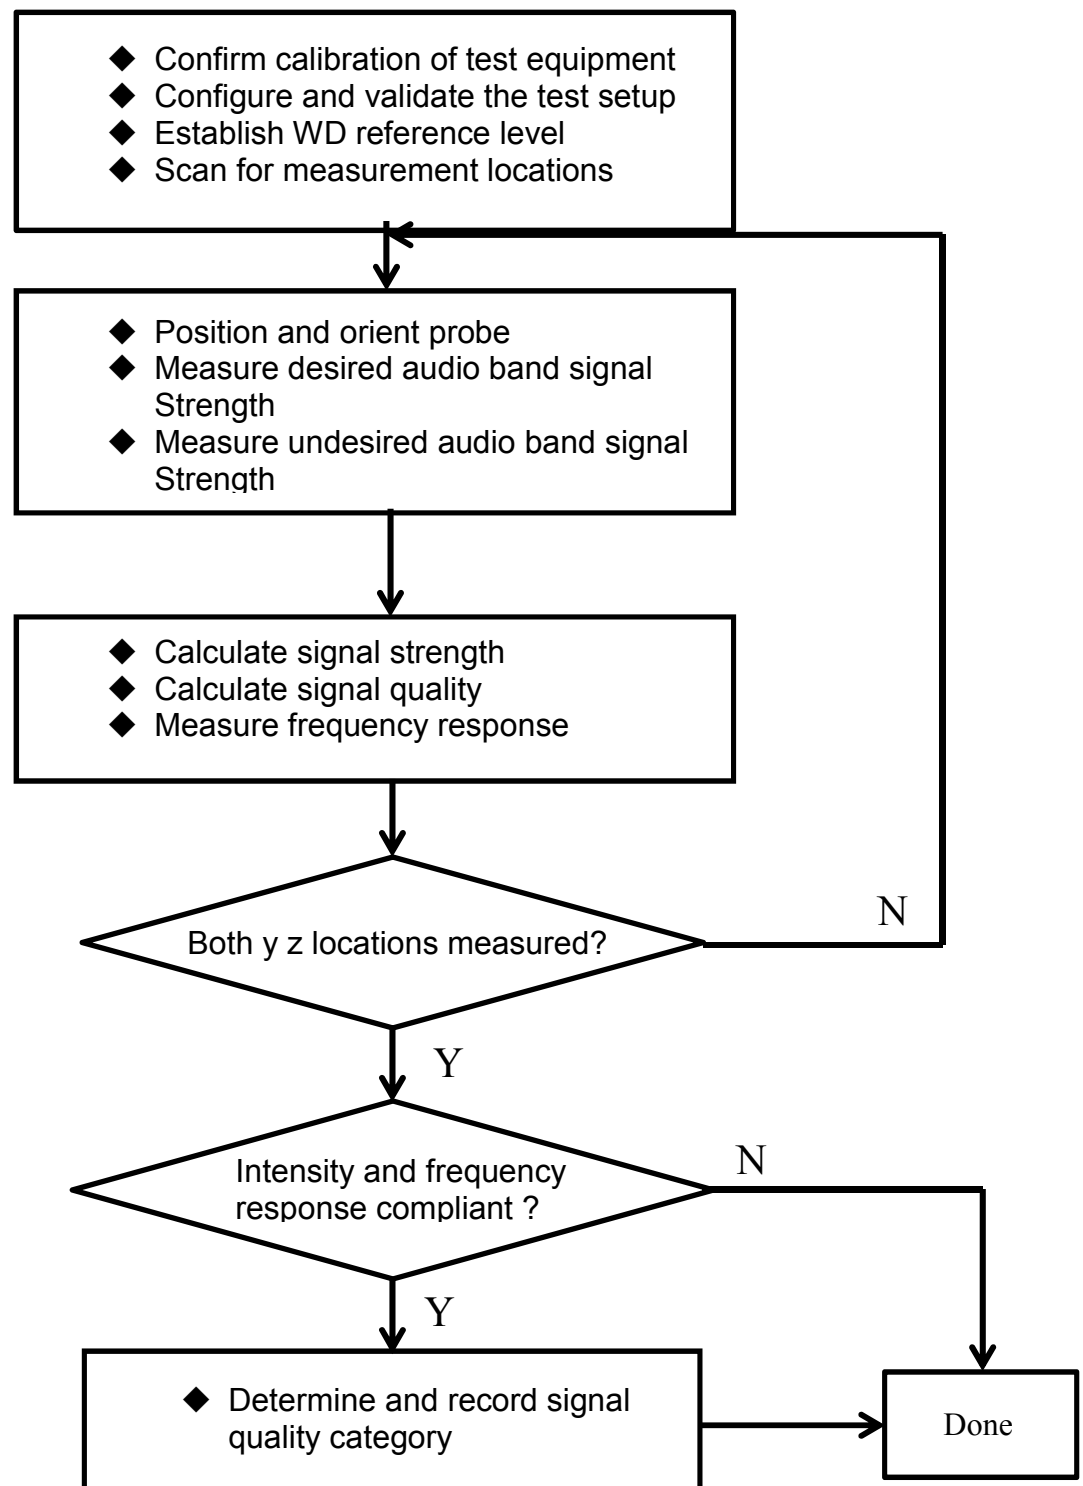 ◆ Confirm calibration of test equipment
◆ Configure and validate the test setup
◆ Establish WD reference level
◆ Scan for measurement locations
◆ Position and orient probe
◆ Measure desired audio band signal
Strength
◆ Measure undesired audio band signal
Strength
◆ Calculate signal strength
◆ Calculate signal quality
◆ Measure frequency response
Both y z locations measured?
N
Y
Intensity and frequency
response compliant ?
N
Y
◆ Determine and record signal
quality category
Done